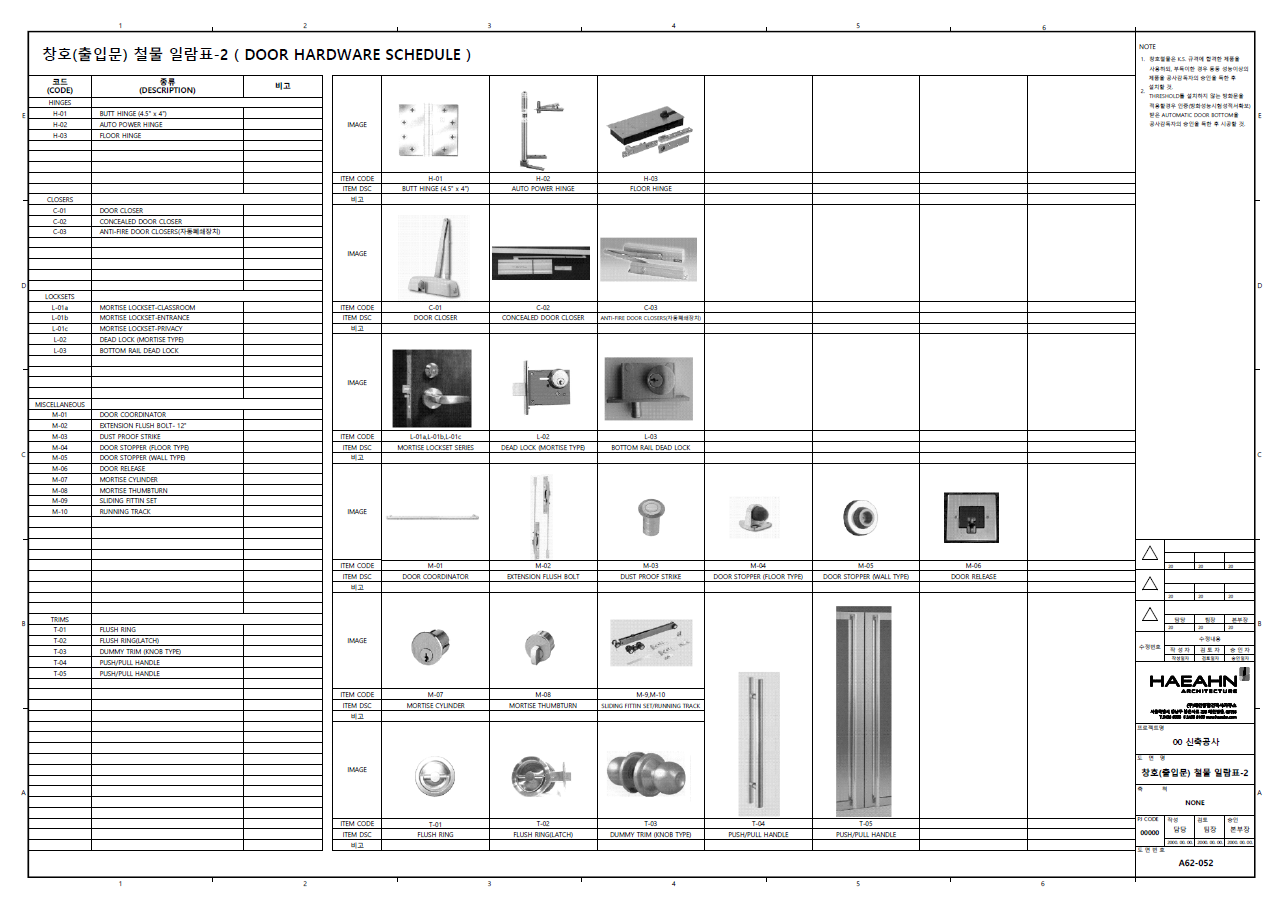 1 2 3 4 5 6
창호(출입문) 철물 일람표-2 ( DOOR HARDWARE SCHEDULE )
코드 (CODE) 종류 (DESCRIPTION) 비고
HINGES
H-01 BUTT HINGE (4.5" x 4")
H-02 AUTO POWER HINGE
H-03 FLOOR HINGE
CLOSERS
C-01 DOOR CLOSER
C-02 CONCEALED DOOR CLOSER
C-03 ANTI-FIRE DOOR CLOSERS(자동폐쇄장치)
LOCKSETS
L-01a MORTISE LOCKSET-CLASSROOM
L-01b MORTISE LOCKSET-ENTRANCE
L-01c MORTISE LOCKSET-PRIVACY
L-02 DEAD LOCK (MORTISE TYPE)
L-03 BOTTOM RAIL DEAD LOCK
MISCELLANEOUS
M-01 DOOR COORDINATOR
M-02 EXTENSION FLUSH BOLT- 12"
M-03 DUST PROOF STRIKE
M-04 DOOR STOPPER (FLOOR TYPE)
M-05 DOOR STOPPER (WALL TYPE)
M-06 DOOR RELEASE
M-07 MORTISE CYLINDER
M-08 MORTISE THUMBTURN
M-09 SLIDING FITTIN SET
M-10 RUNNING TRACK
TRIMS
T-01 FLUSH RING
T-02 FLUSH RING(LATCH)
T-03 DUMMY TRIM (KNOB TYPE)
T-04 PUSH/PULL HANDLE
T-05 PUSH/PULL HANDLE
IMAGE
ITEM CODE H-01 H-02 H-03
ITEM DSC BUTT HINGE (4.5" x 4") AUTO POWER HINGE FLOOR HINGE
비고
IMAGE
ITEM CODE C-01 C-02 C-03
ITEM DSC DOOR CLOSER CONCEALED DOOR CLOSER ANTI-FIRE DOOR CLOSERS(자동폐쇄장치)
비고
IMAGE
ITEM CODE L-01a,L-01b,L-01c L-02 L-03
ITEM DSC MORTISE LOCKSET SERIES DEAD LOCK (MORTISE TYPE) BOTTOM RAIL DEAD LOCK
비고
IMAGE
ITEM CODE M-01 M-02 M-03 M-04 M-05 M-06
ITEM DSC DOOR COORDINATOR EXTENSION FLUSH BOLT DUST PROOF STRIKE DOOR STOPPER (FLOOR TYPE) DOOR STOPPER (WALL TYPE) DOOR RELEASE
비고
IMAGE
ITEM CODE M-07 M-08 M-9,M-10
ITEM DSC MORTISE CYLINDER MORTISE THUMBTURN SLIDING FITTIN SET/RUNNING TRACK
비고
IMAGE
ITEM CODE T-01 T-02 T-03 T-04 T-05
ITEM DSC FLUSH RING FLUSH RING(LATCH) DUMMY TRIM (KNOB TYPE) PUSH/PULL HANDLE PUSH/PULL HANDLE
비고
NOTE
1. 창호철물은 K.S. 규격에 합격한 제품을
사용하되, 부득이한 경우 동등 성능이상의
제품을 공사감독자의 승인을 득한 후
설치할 것.
2. THRESHOLD를 설치하지 않는 방화문을
적용할경우 인증(방화성능시험성적서확보)
받은 AUTOMATIC DOOR BOTTOM을
공사감독자의 승인을 득한 후 시공할 것.
20 20 20
20 20 20
담당 팀장 본부장
20 20 20
수정번호 수정내용
작 성 자 검 토 자 승 인 자
작성일자 검토일자 승인일자
HAEAHN
ARCHITECTURE
프로젝트명
00 신축공사
도 면 명
창호(출입문) 철물 일람표-2
축 척
NONE
PJ CODE 작성 검토 승인
00000 담당 팀장 본부장
2000. 00. 00. 2000. 00. 00. 2000. 00. 00.
도 면 번 호
A62-052
E D C B A
E D C B A
1 2 3 4 5 6